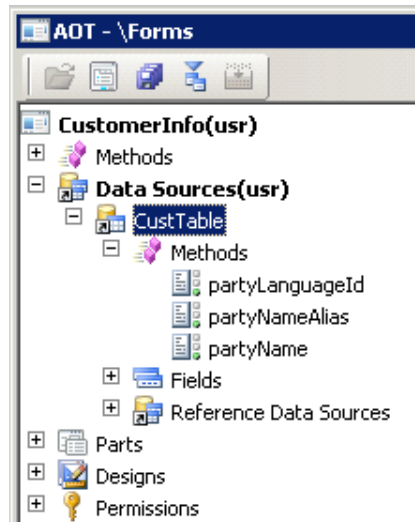 AOT - \Forms
CustomerInfo(usr)
Methods
Data Sources(usr)
CustTable
Methods
partyLanguageId
partyNameAlias
partyName
Fields
Reference Data Sources
Parts
Designs
Permissions